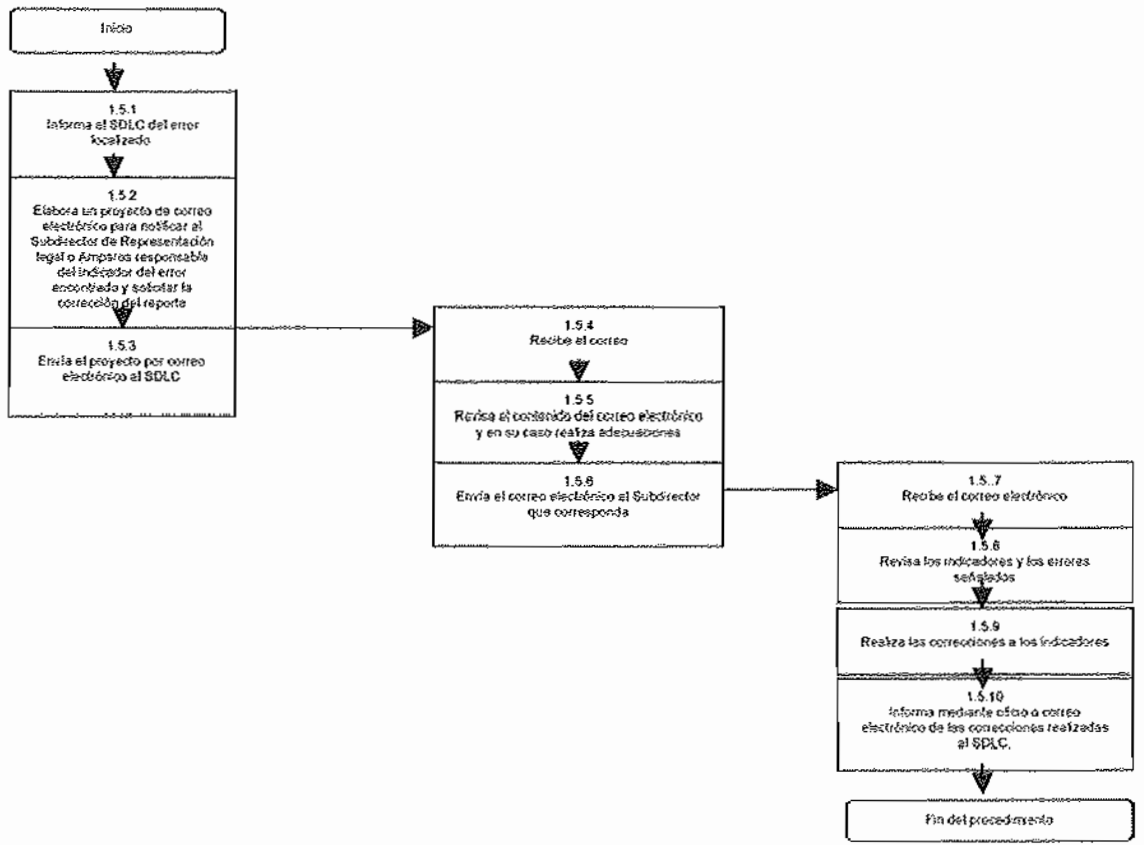 Inicio
1.5.1
Informa al SDLC del error
localizado
1.5.2
Elabora un proyecto de correo
electrónico para notificar al
Subdirector de Representación
legal o Amparos responsable
del indicador del error
encontrado y solicitar la
corrección del reporte
1.5.3
Envía el proyecto por correo
electrónico al SDLC
1.5.4
Recibe el correo
1.5.5
Revisa el contenido del correo electrónico
y en su caso realiza adecuaciones
1.5.6
Envía el correo electrónico al Subdirector
que corresponda
1.5..7
Recibe el correo electrónico
1.5.8
Revisa los indicadores y los errores
señalados
1.5.9
Realiza las correcciones a los indicadores
1.5.10
Informa mediante oficio o correo
electrónico de las correcciones realizadas
al SDLC.
Fin del procedimiento